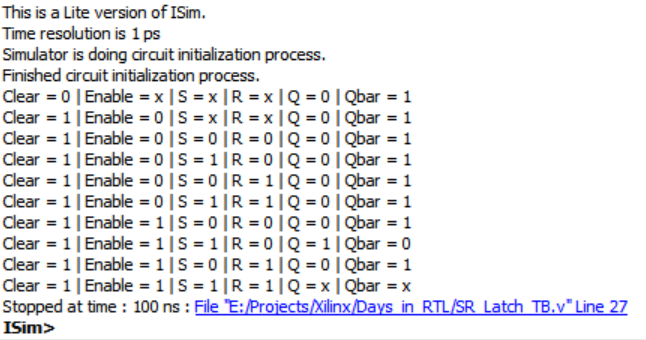 This is a Lite version of ISim.
Time resolution is 1 ps
Simulator is doing circuit initialization process.
Finished circuit initialization process.
Clear = 0 | Enable = x | S = x | R = x | Q = 0 | Qbar = 1
Clear = 1 | Enable = 0 | S = x | R = x | Q = 0 | Qbar = 1
Clear = 1 | Enable = 0 | S = 0 | R = 0 | Q = 0 | Qbar = 1
Clear = 1 | Enable = 0 | S = 1 | R = 0 | Q = 0 | Qbar = 1
Clear = 1 | Enable = 0 | S = 0 | R = 1 | Q = 0 | Qbar = 1
Clear = 1 | Enable = 0 | S = 1 | R = 1 | Q = 0 | Qbar = 1
Clear = 1 | Enable = 1 | S = 0 | R = 0 | Q = 0 | Qbar = 1
Clear = 1 | Enable = 1 | S = 1 | R = 0 | Q = 1 | Qbar = 0
Clear = 1 | Enable = 1 | S = 0 | R = 1 | Q = 0 | Qbar = 1
Clear = 1 | Enable = 1 | S = 1 | R = 1 | Q = x | Qbar = x
Stopped at time : 100 ns : File "E:/Projects/Xilinx/Days_in_RTL/SR_Latch_TB.v" Line 27
ISim>